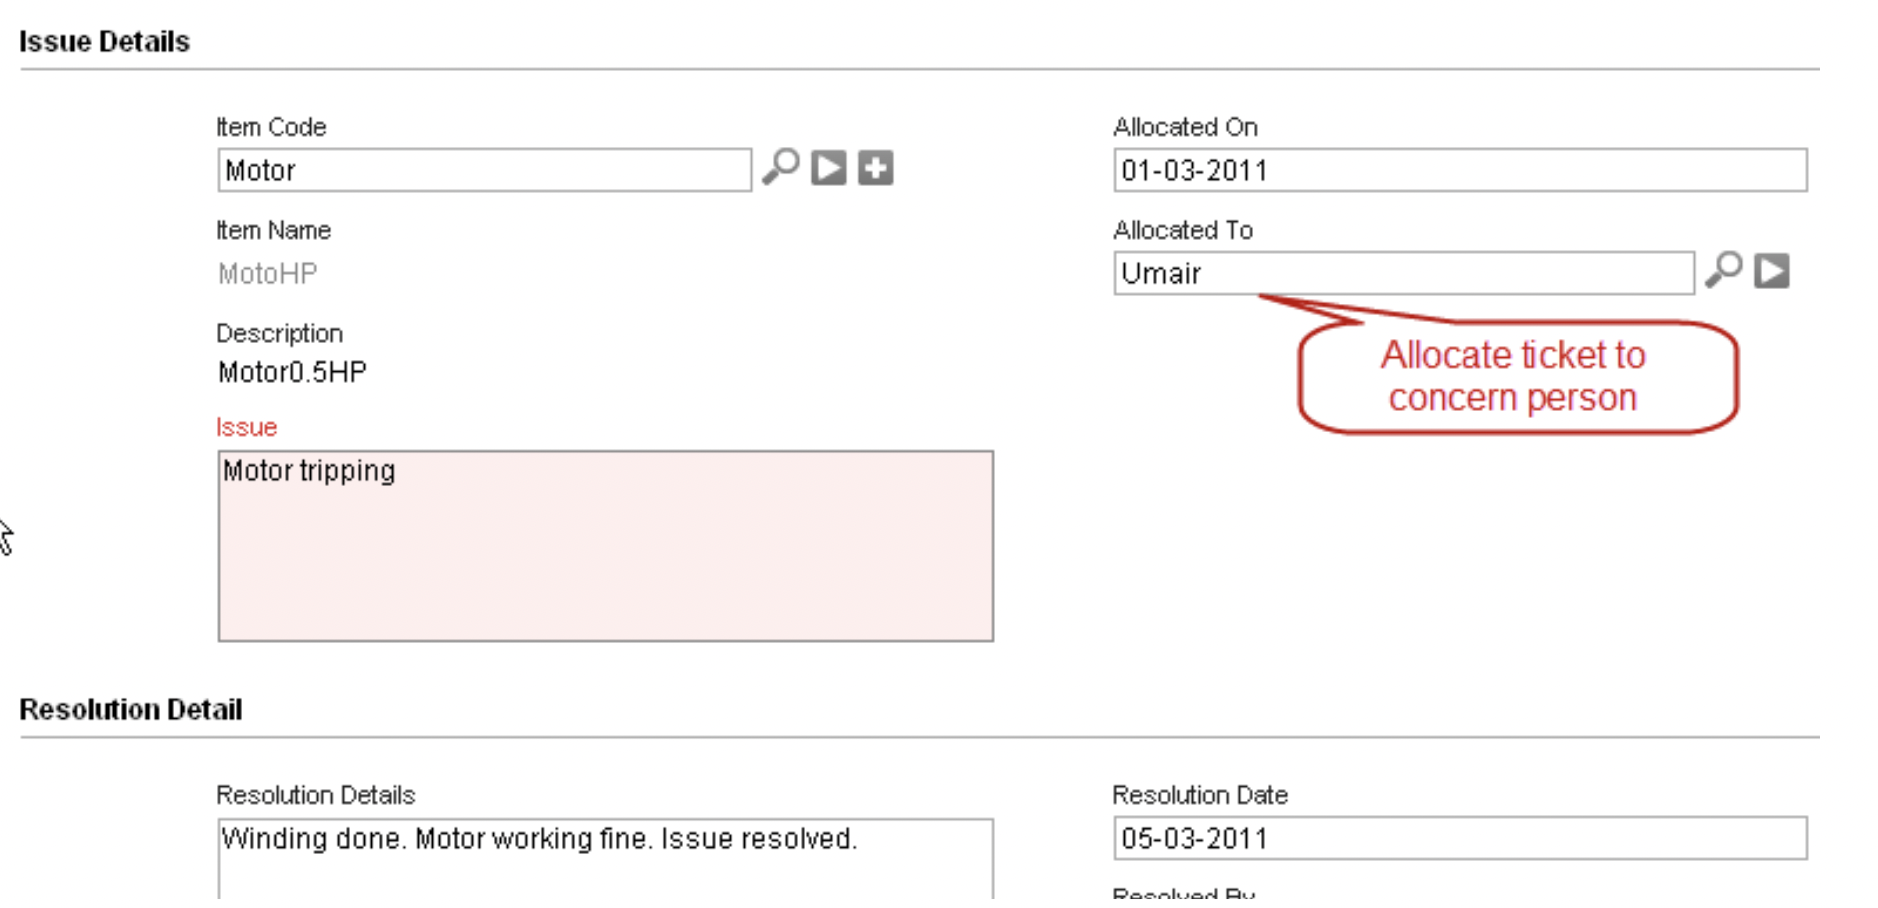 Issue Details
Item Code
Motor
Allocated On
01-03-2011
Item Name
MotoHP
Allocated To
Umair
Description
Motor0.5HP
Allocate ticket to
concern person
Issue
Motor tripping
Resolution Detail
Resolution Details
Winding done. Motor working fine. Issue resolved.
Resolution Date
05-03-2011
Resolved By